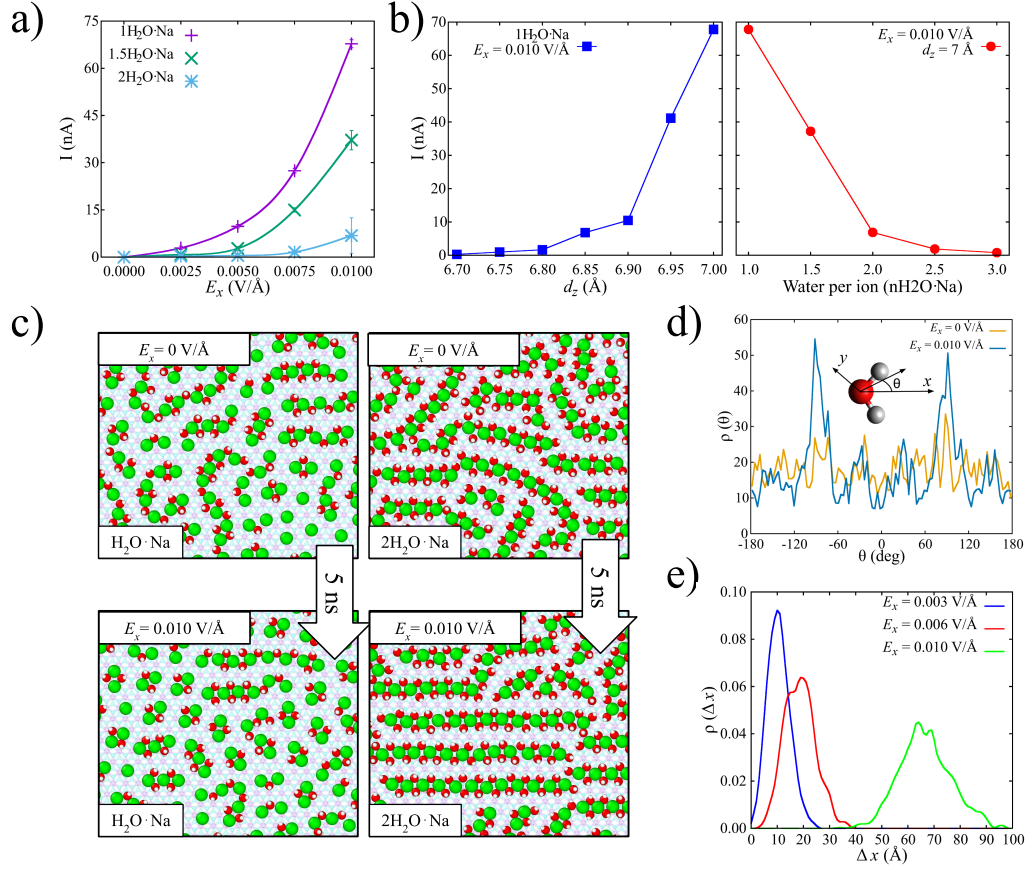 a)
75
60
45
30
15
0
I (nA)
1H₂O·Na
1.5H₂O·Na
2H₂O·Na
0.0000
0.0025
0.0050
0.0075
0.0100
Eₓ (V/Å)
b)
70
60
50
40
30
20
10
0
I (nA)
1H₂O·Na
Eₓ = 0.010 V/Å
6.70
6.75
6.80
6.85
6.90
6.95
7.00
d_z (Å)
Eₓ = 0.010 V/Å
d_z = 7 Å
1.0
1.5
2.0
2.5
3.0
Water per ion (nH2O·Na)
c)
Eₓ = 0 V/Å
H₂O·Na
Eₓ = 0 V/Å
2H₂O·Na
5 ns
5 ns
Eₓ = 0.010 V/Å
H₂O·Na
Eₓ = 0.010 V/Å
2H₂O·Na
d)
60
50
40
30
20
10
0
ρ (θ)
Eₓ = 0 V/Å
Eₓ = 0.010 V/Å
y
θ
x
-180
-120
-60
0
60
120
180
θ (deg)
e)
0.10
0.08
0.06
0.04
0.02
0.00
ρ (Δx)
Eₓ = 0.003 V/Å
Eₓ = 0.006 V/Å
Eₓ = 0.010 V/Å
0
10
20
30
40
50
60
70
80
90
100
Δx (Å)